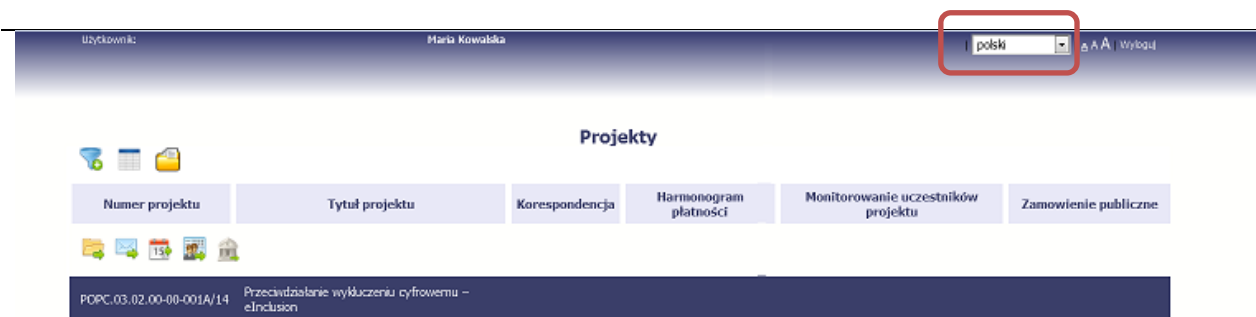 Użytkownik: Maria Kowalska | polski A A A | Wyloguj
Projekty
Numer projektu Tytuł projektu Korespondencja Harmonogram płatności Monitorowanie uczestników projektu Zamowienie publiczne
15
POPC.03.02.00-00-001A/14 Przeciwdziałanie wykluczeniu cyfrowemu –
eInclusion